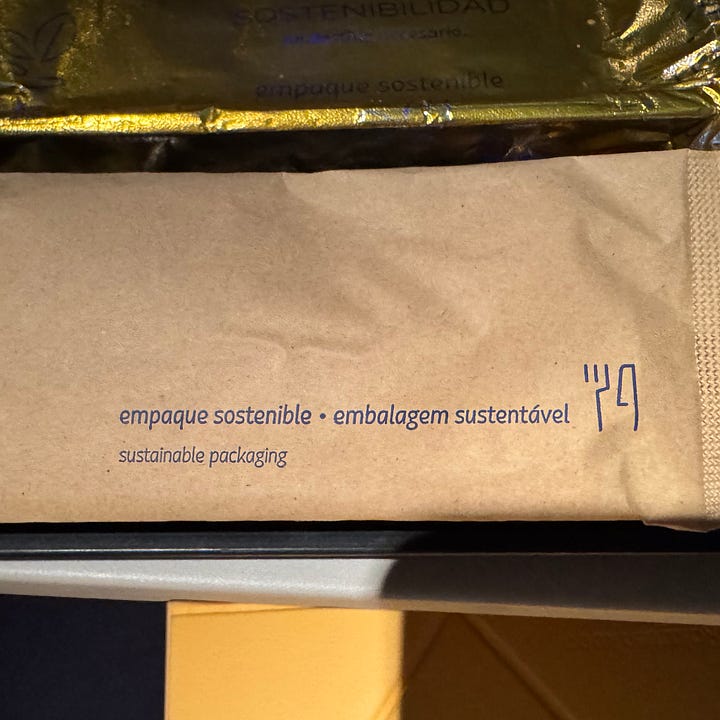 SOSTENIBILIDAD
empaque sostenible
empaque sostenible • embalagem sustentável
sustainable packaging